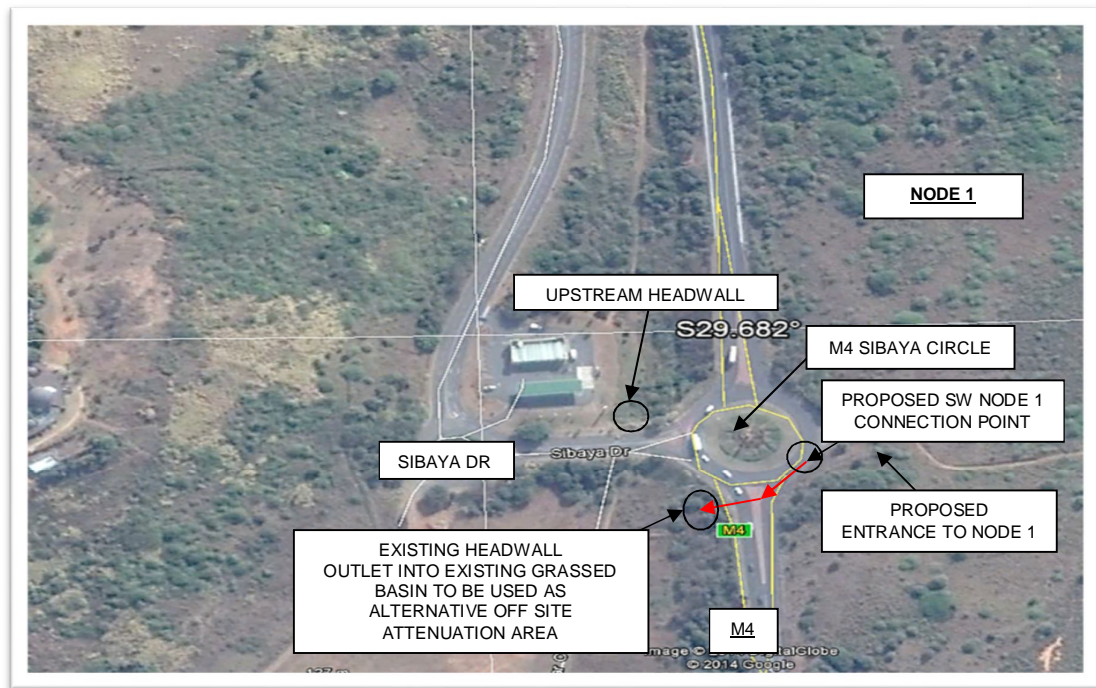 NODE 1
UPSTREAM HEADWALL
S29.682°
M4 SIBAYA CIRCLE
PROPOSED SW NODE 1
CONNECTION POINT
Sibaya Dr
SIBAYA DR
PROPOSED
ENTRANCE TO NODE 1
M4
EXISTING HEADWALL
OUTLET INTO EXISTING GRASSED
BASIN TO BE USED AS
ALTERNATIVE OFF SITE
ATTENUATION AREA
M4
Image ©
DigitalGlobe
© 2014 Google